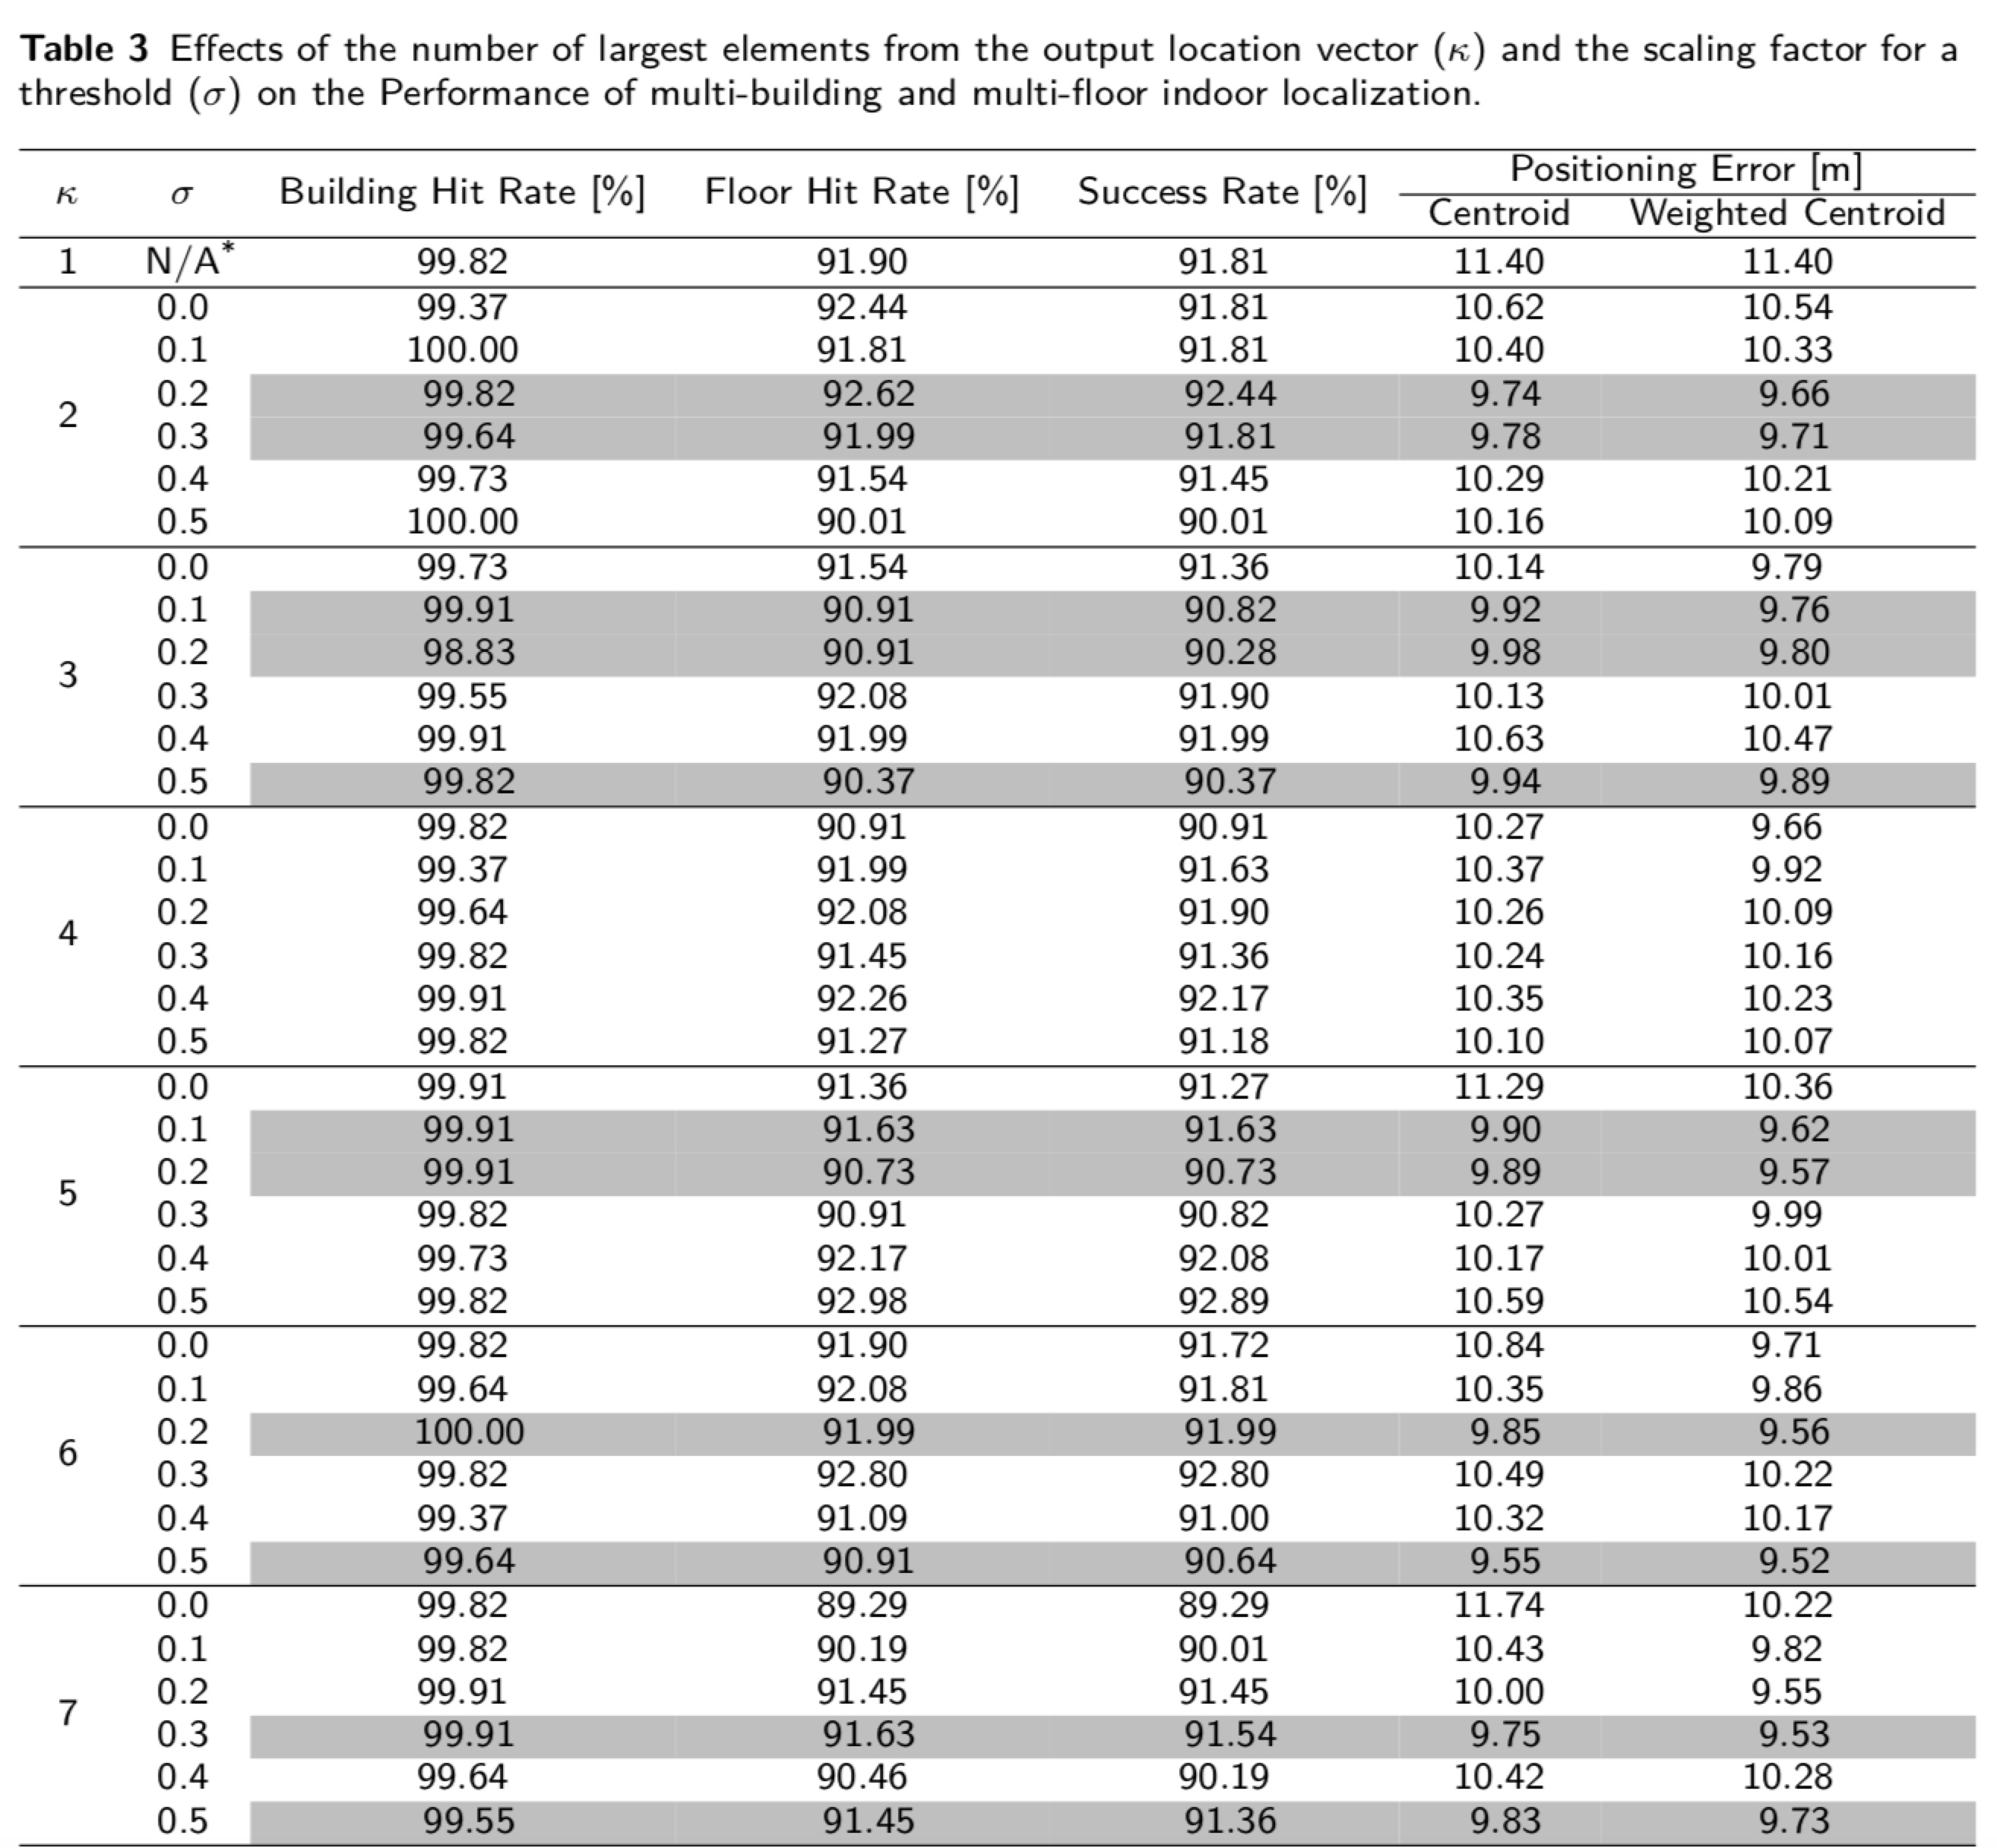 Table 3 Effects of the number of largest elements from the output location vector (κ) and the scaling factor for a
threshold (σ) on the Performance of multi-building and multi-floor indoor localization.
κ σ Building Hit Rate [%] Floor Hit Rate [%] Success Rate [%] Positioning Error [m]
Centroid Weighted Centroid
1 N/A* 99.82 91.90 91.81 11.40 11.40
2
0.0 99.37 92.44 91.81 10.62 10.54
0.1 100.00 91.81 91.81 10.40 10.33
0.2 99.82 92.62 92.44 9.74 9.66
0.3 99.64 91.99 91.81 9.78 9.71
0.4 99.73 91.54 91.45 10.29 10.21
0.5 100.00 90.01 90.01 10.16 10.09
3
0.0 99.73 91.54 91.36 10.14 9.79
0.1 99.91 90.91 90.82 9.92 9.76
0.2 98.83 90.91 90.28 9.98 9.80
0.3 99.55 92.08 91.90 10.13 10.01
0.4 99.91 91.99 91.99 10.63 10.47
0.5 99.82 90.37 90.37 9.94 9.89
4
0.0 99.82 90.91 90.91 10.27 9.66
0.1 99.37 91.99 91.63 10.37 9.92
0.2 99.64 92.08 91.90 10.26 10.09
0.3 99.82 91.45 91.36 10.24 10.16
0.4 99.91 92.26 92.17 10.35 10.23
0.5 99.82 91.27 91.18 10.10 10.07
5
0.0 99.91 91.36 91.27 11.29 10.36
0.1 99.91 91.63 91.63 9.90 9.62
0.2 99.91 90.73 90.73 9.89 9.57
0.3 99.82 90.91 90.82 10.27 9.99
0.4 99.73 92.17 92.08 10.17 10.01
0.5 99.82 92.98 92.89 10.59 10.54
6
0.0 99.82 91.90 91.72 10.84 9.71
0.1 99.64 92.08 91.81 10.35 9.86
0.2 100.00 91.99 91.99 9.85 9.56
0.3 99.82 92.80 92.80 10.49 10.22
0.4 99.37 91.09 91.00 10.32 10.17
0.5 99.64 90.91 90.64 9.55 9.52
7
0.0 99.82 89.29 89.29 11.74 10.22
0.1 99.82 90.19 90.01 10.43 9.82
0.2 99.91 91.45 91.45 10.00 9.55
0.3 99.91 91.63 91.54 9.75 9.53
0.4 99.64 90.46 90.19 10.42 10.28
0.5 99.55 91.45 91.36 9.83 9.73